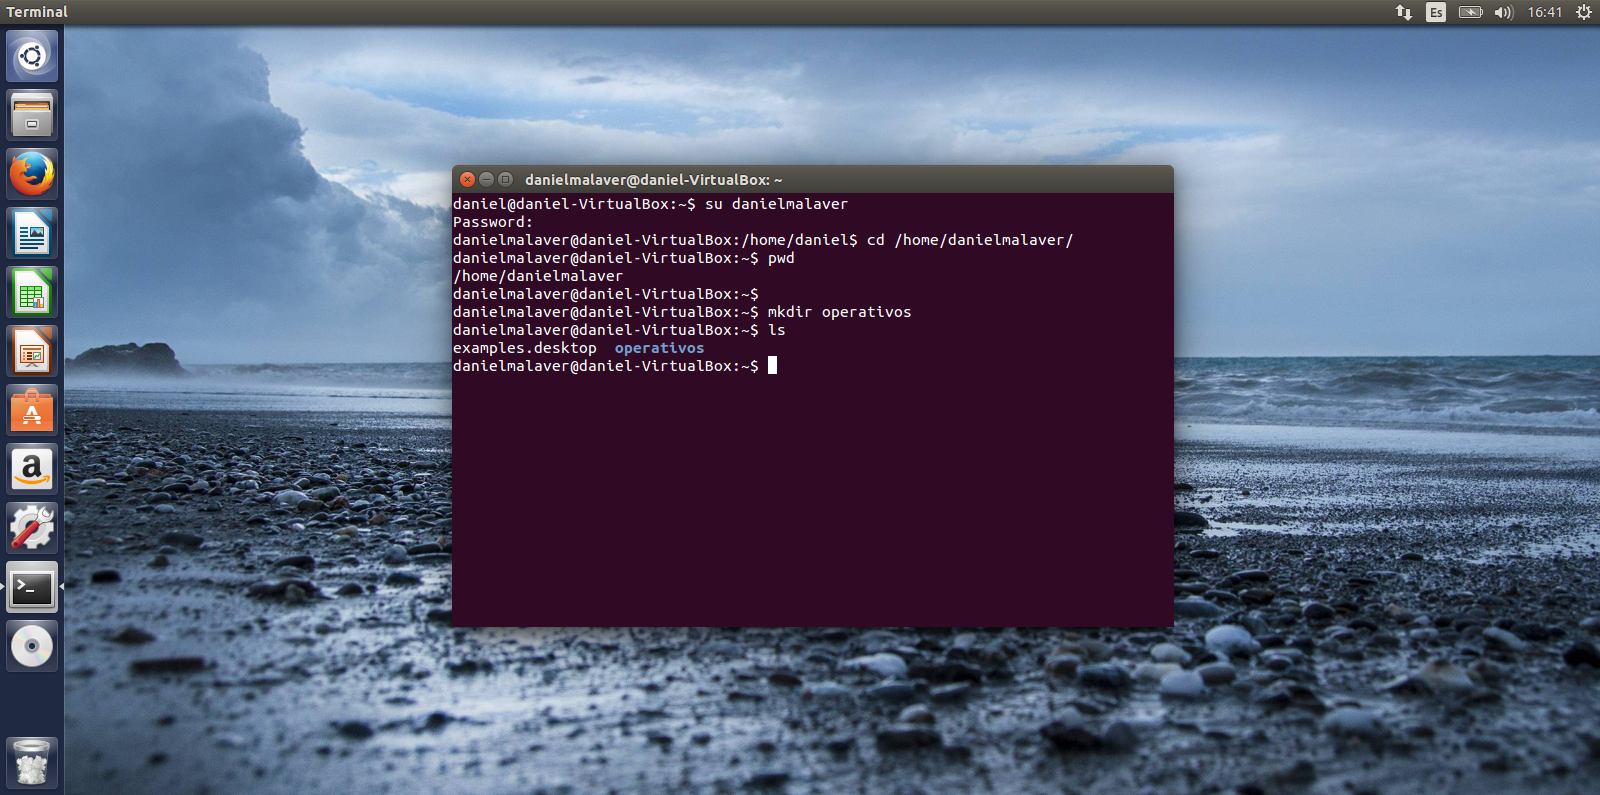 Terminal
Es
16:41
danielmalaver@daniel-VirtualBox: ~
daniel@daniel-VirtualBox:~$ su danielmalaver
Password:
danielmalaver@daniel-VirtualBox:/home/daniel$ cd /home/danielmalaver/
danielmalaver@daniel-VirtualBox:~$ pwd
/home/danielmalaver
danielmalaver@daniel-VirtualBox:~$
danielmalaver@daniel-VirtualBox:~$ mkdir operativos
danielmalaver@daniel-VirtualBox:~$ ls
examples.desktop  operativos
danielmalaver@daniel-VirtualBox:~$